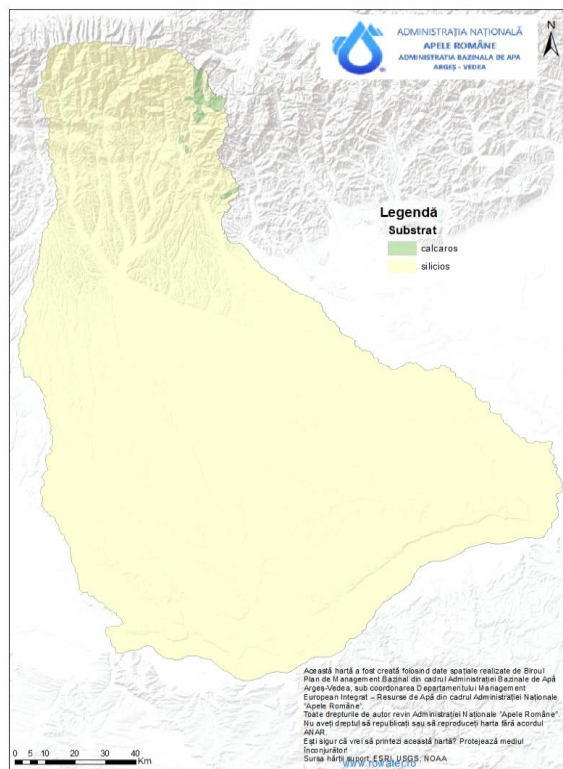 ADMINISTRAȚIA NAȚIONALĂ
APELE ROMÂNE
ADMINISTRATIA BAZINALA DE APA
ARGEȘ - VEDEA
N
Legendă
Substrat
calcaros
silicios
Această hartă a fost creată folosind date spațiale realizate de Biroul
Plan de Management Bazinal din cadrul Administrației Bazinale de Apă
Argeș-Vedea, sub coordonarea Departamentului Management
European Integrat – Resurse de Apă din cadrul Administrației Naționale
"Apele Române".
Toate drepturile de autor revin Administrației Naționale "Apele Române".
Nu aveți dreptul să republicați sau să reproduceți harta fără acordul
ANAR
Ești sigur că vrei să printezi această hartă? Protejează mediul
înconjurător!
Sursa hărții suport: ESRI, USGS, NOAA
www.rowater.ro
0 5 10 20 30 40
Km